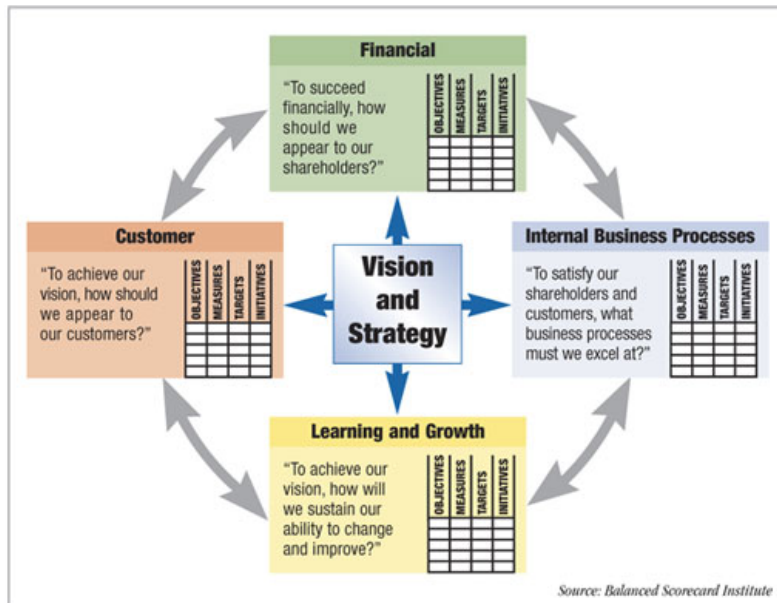 Financial
“To succeed
financially, how
should we
appear to our
shareholders?”
OBJECTIVES
MEASURES
TARGETS
INITIATIVES
Customer
“To achieve our
vision, how should
we appear to
our customers?”
OBJECTIVES
MEASURES
TARGETS
INITIATIVES
Vision
and
Strategy
Internal Business Processes
“To satisfy our
shareholders and
customers, what
business processes
must we excel at?”
OBJECTIVES
MEASURES
TARGETS
INITIATIVES
Learning and Growth
“To achieve our
vision, how will
we sustain our
ability to change
and improve?”
OBJECTIVES
MEASURES
TARGETS
INITIATIVES
Source: Balanced Scorecard Institute